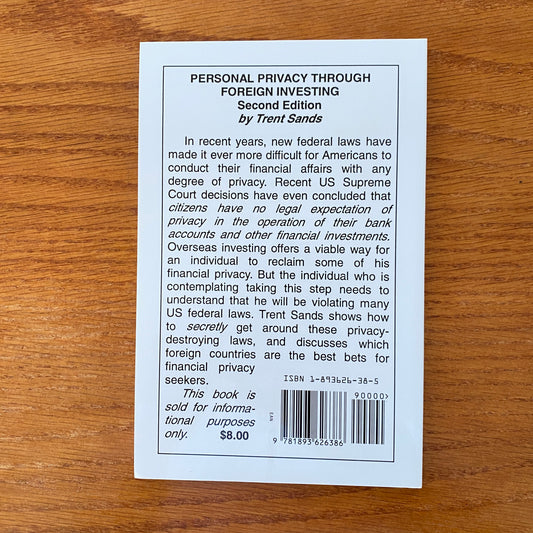 PERSONAL PRIVACY THROUGH
FOREIGN INVESTING
Second Edition
by Trent Sands
In recent years, new federal laws have
made it ever more difficult for Americans to
conduct their financial affairs with any
degree of privacy. Recent US Supreme
Court decisions have even concluded that
citizens have no legal expectation of
privacy in the operation of their bank
accounts and other financial investments.
Overseas investing offers a viable way for
an individual to reclaim some of his
financial privacy. But the individual who is
contemplating taking this step needs to
understand that he will be violating many
US federal laws. Trent Sands shows how
to secretly get around these privacy-
destroying laws, and discusses which
foreign countries are the best bets for
financial privacy
seekers.
This book is
sold for informa-
tional purposes
only. $8.00
ISBN 1-893626-38-5
90000>
EAN
9 781893 626386